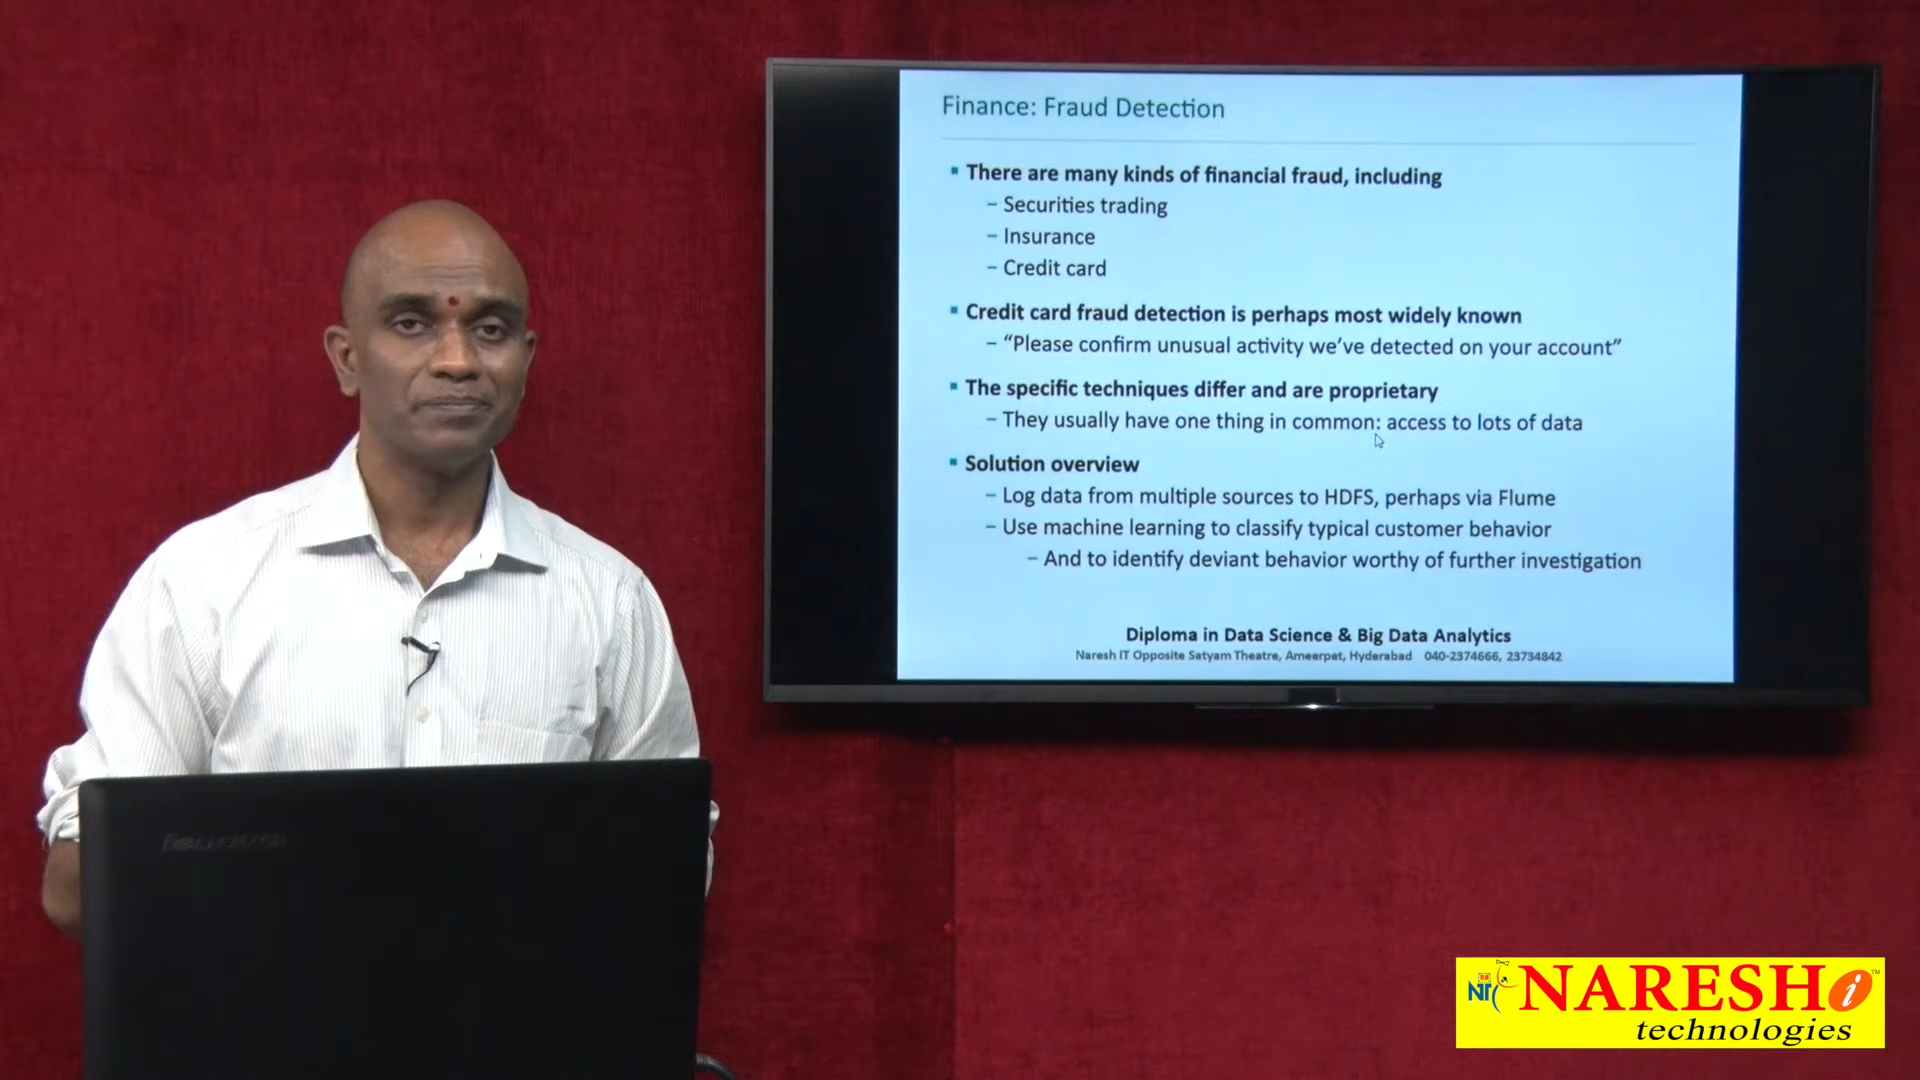 Finance: Fraud Detection
▪ There are many kinds of financial fraud, including
– Securities trading
– Insurance
– Credit card
▪ Credit card fraud detection is perhaps most widely known
– “Please confirm unusual activity we’ve detected on your account”
▪ The specific techniques differ and are proprietary
– They usually have one thing in common: access to lots of data
▪ Solution overview
– Log data from multiple sources to HDFS, perhaps via Flume
– Use machine learning to classify typical customer behavior
– And to identify deviant behavior worthy of further investigation
Diploma in Data Science & Big Data Analytics
Naresh IT Opposite Satyam Theatre, Ameerpet, Hyderabad 040-2374666, 23734842
NT NARESH i ™
technologies